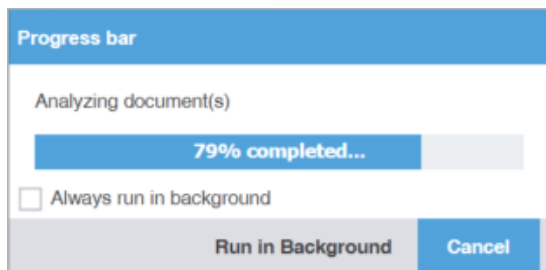 Progress bar
Analyzing document(s)
79% completed...
Always run in background
Run in Background Cancel